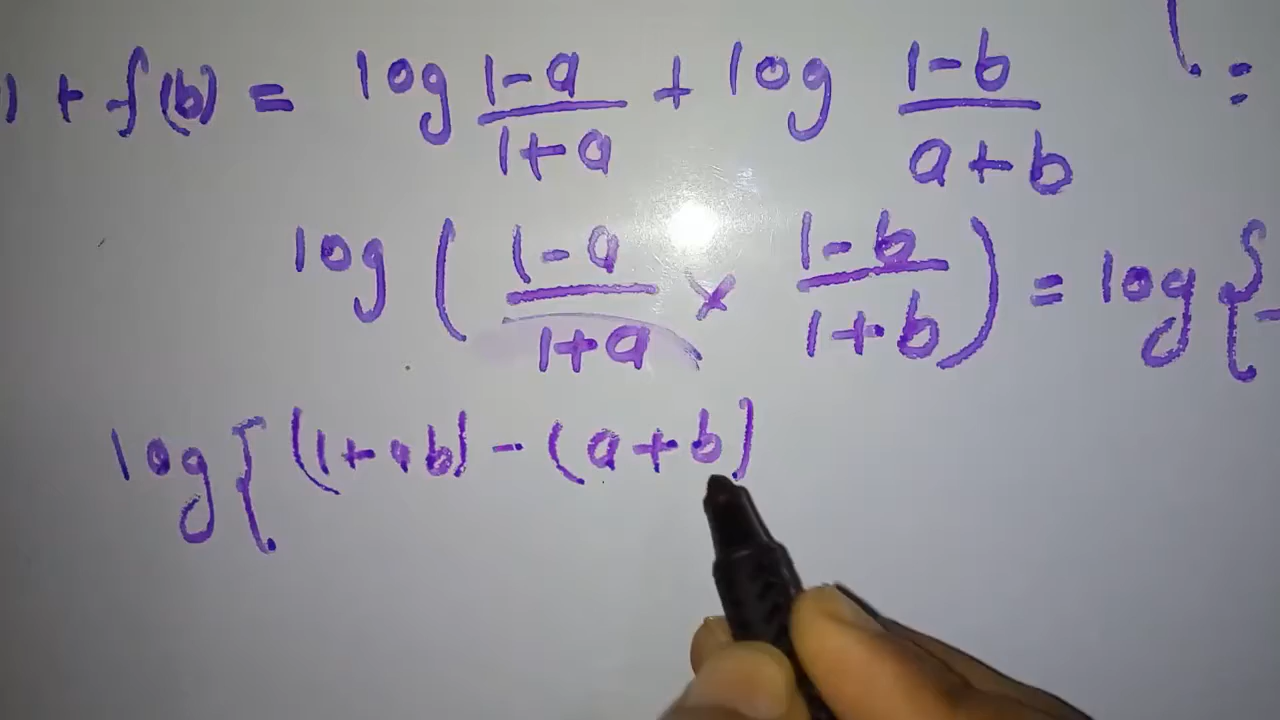 ) + f(b) = log (1-a)/(1+a) + log (1-b)/(a+b)
log ( (1-a)/(1+a) × (1-b)/(1+b) ) = log {
log { (1+ab) - (a+b)